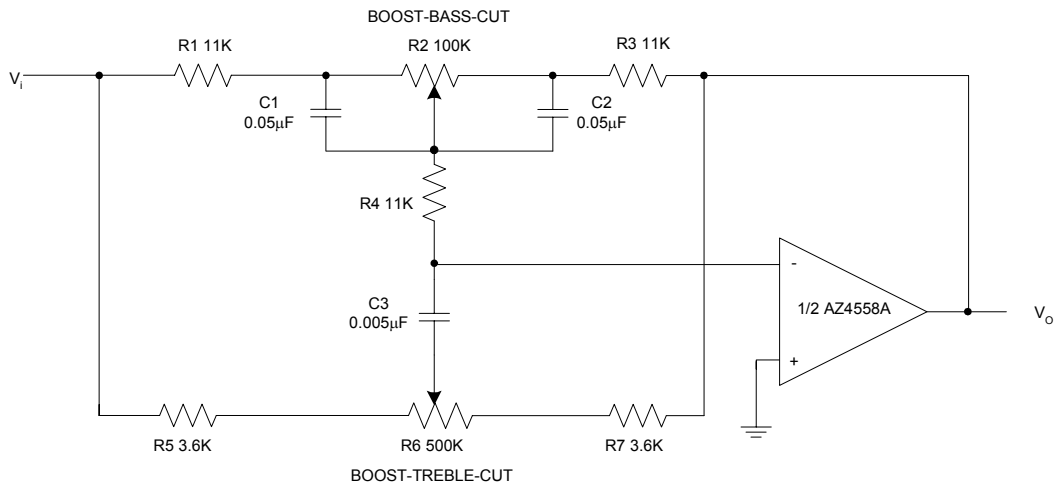 BOOST-BASS-CUT
R1 11K
R2 100K
R3 11K
Vi
C1
0.05µF
C2
0.05µF
R4 11K
-
C3
0.005µF
1/2 AZ4558A
VO
+
R5 3.6K
R6 500K
R7 3.6K
BOOST-TREBLE-CUT